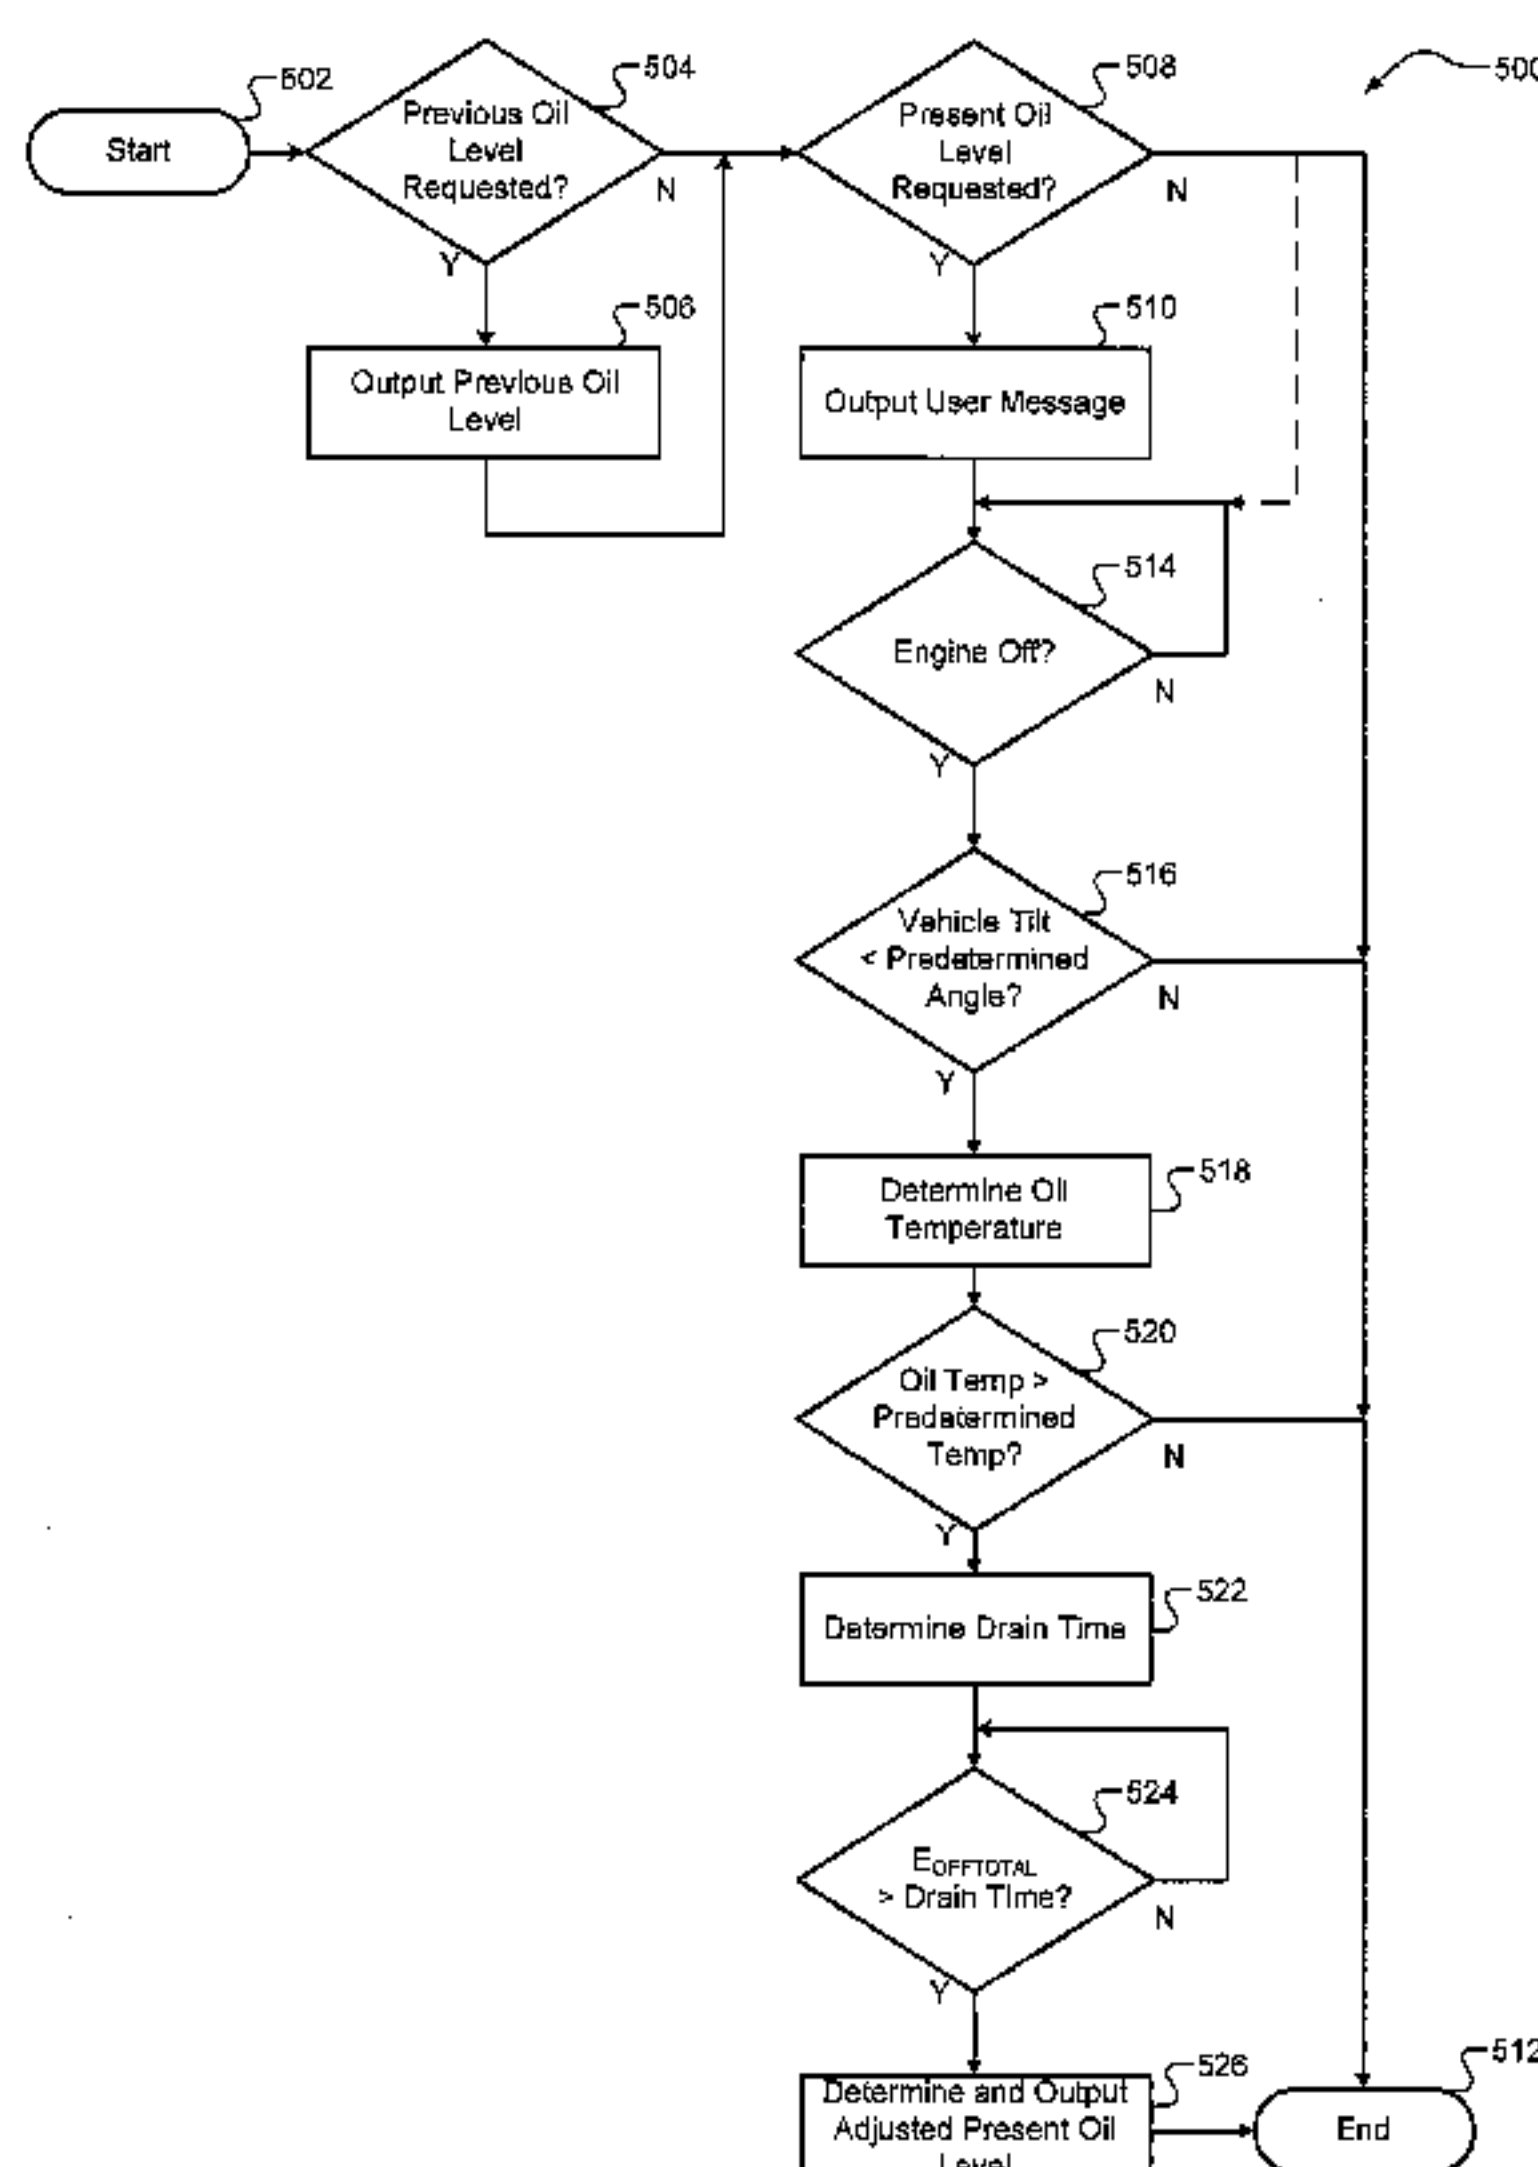 502
Start
504
Previous Oil
Level
Requested?
N
Y
506
Output Previous Oil
Level
508
Present Oil
Level
Requested?
N
Y
500
510
Output User Message
514
Engine Off?
N
Y
516
Vehicle Tilt
< Predetermined
Angle?
N
Y
518
Determine Oil
Temperature
520
Oil Temp >
Predetermined
Temp?
N
Y
522
Determine Drain Time
524
EOFFTOTAL
> Drain Time?
N
Y
526
Determine and Output
Adjusted Present Oil
Level
512
End